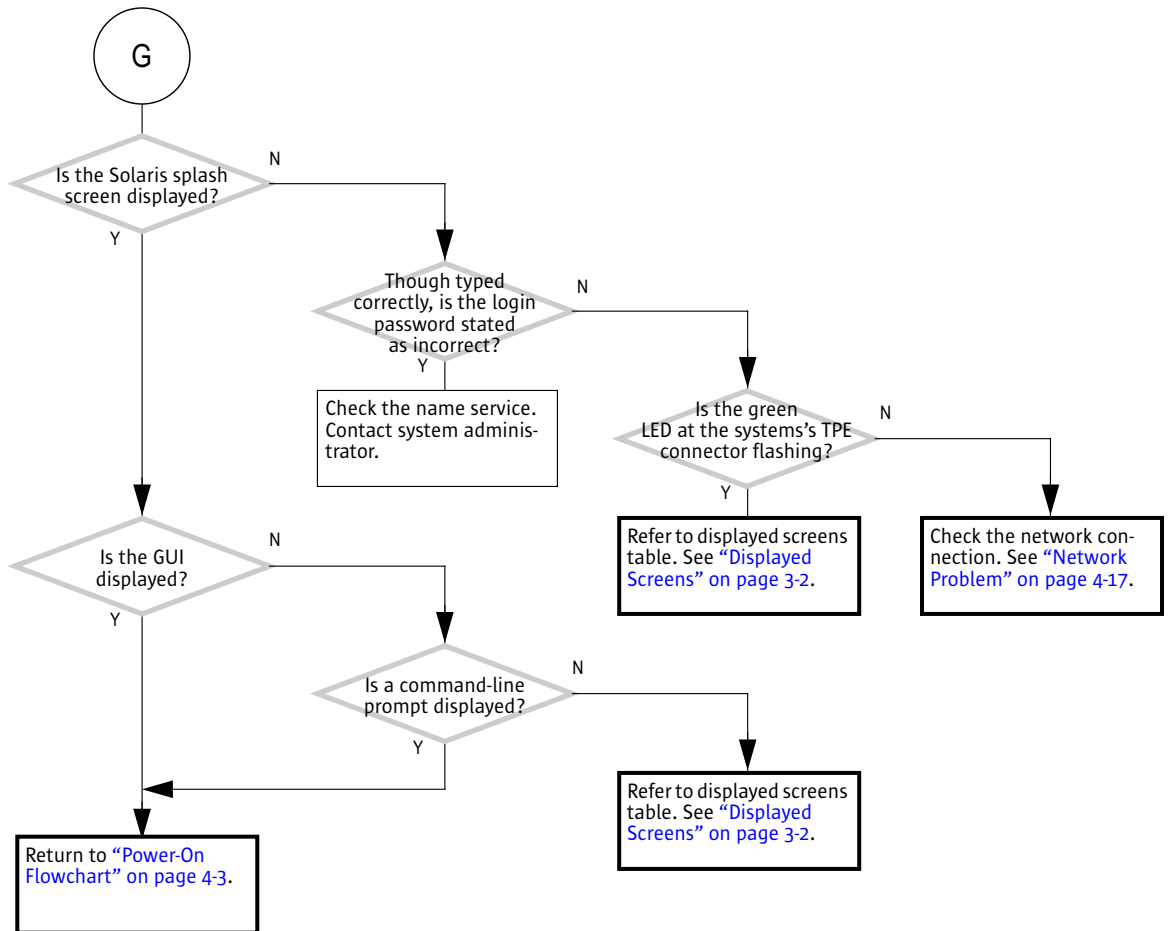 G
Is the Solaris splash
screen displayed?
N
Y
Though typed
correctly, is the login
password stated
as incorrect?
N
Y
Check the name service.
Contact system adminis-
trator.
Is the green
LED at the systems's TPE
connector flashing?
N
Y
Refer to displayed screens
table. See “Displayed
Screens” on page 3-2.
Check the network con-
nection. See “Network
Problem” on page 4-17.
Is the GUI
displayed?
N
Y
Is a command-line
prompt displayed?
N
Y
Refer to displayed screens
table. See “Displayed
Screens” on page 3-2.
Return to “Power-On
Flowchart” on page 4-3.